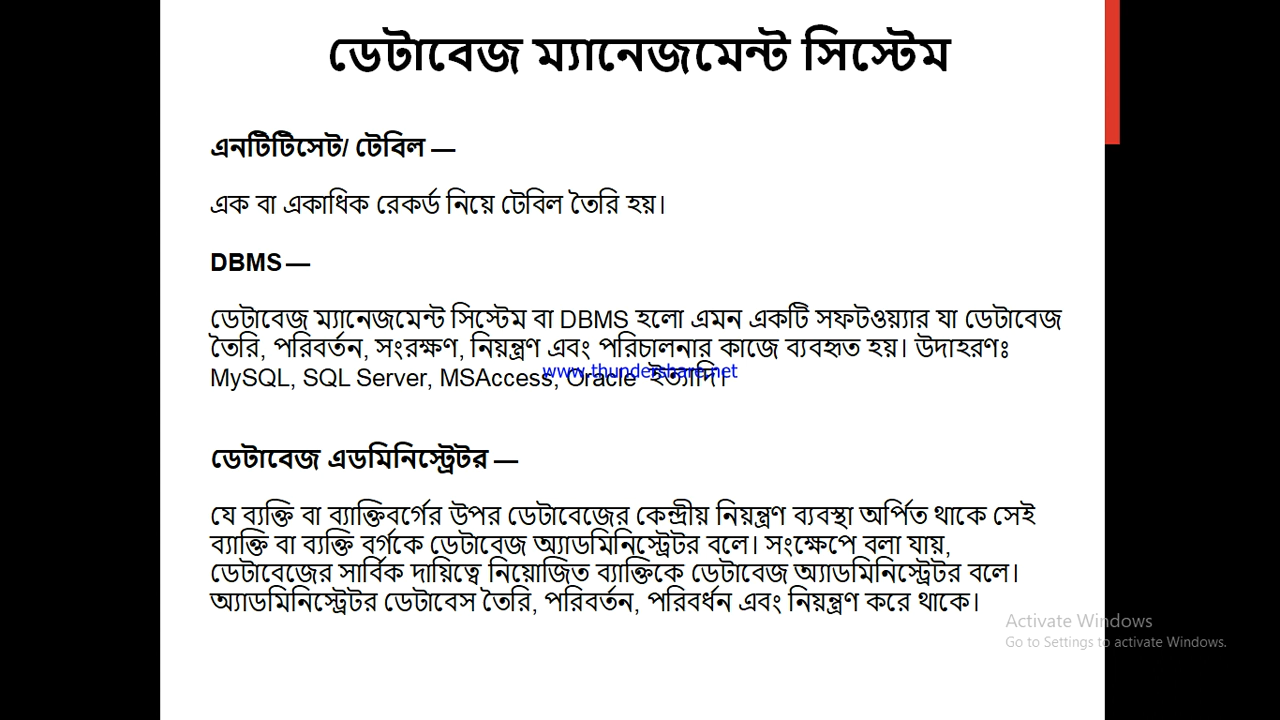 ডেটাবেজ ম্যানেজমেন্ট সিস্টেম
এনটিটিসেট/ টেবিল —
এক বা একাধিক রেকর্ড নিয়ে টেবিল তৈরি হয়।
DBMS —
ডেটাবেজ ম্যানেজমেন্ট সিস্টেম বা DBMS হলো এমন একটি সফটওয়্যার যা ডেটাবেজ
তৈরি, পরিবর্তন, সংরক্ষণ, নিয়ন্ত্রণ এবং পরিচালনার কাজে ব্যবহৃত হয়। উদাহরণঃ
MySQL, SQL Server, MSAccess, Oracle ইত্যাদি।
www.thundershare.net
ডেটাবেজ এডমিনিস্ট্রেটর —
যে ব্যক্তি বা ব্যাক্তিবর্গের উপর ডেটাবেজের কেন্দ্রীয় নিয়ন্ত্রণ ব্যবস্থা অর্পিত থাকে সেই
ব্যাক্তি বা ব্যক্তি বর্গকে ডেটাবেজ অ্যাডমিনিস্ট্রেটর বলে। সংক্ষেপে বলা যায়,
ডেটাবেজের সার্বিক দায়িত্বে নিয়োজিত ব্যাক্তিকে ডেটাবেজ অ্যাডমিনিস্ট্রেটর বলে।
অ্যাডমিনিস্ট্রেটর ডেটাবেস তৈরি, পরিবর্তন, পরিবর্ধন এবং নিয়ন্ত্রণ করে থাকে।
Activate Windows
Go to Settings to activate Windows.